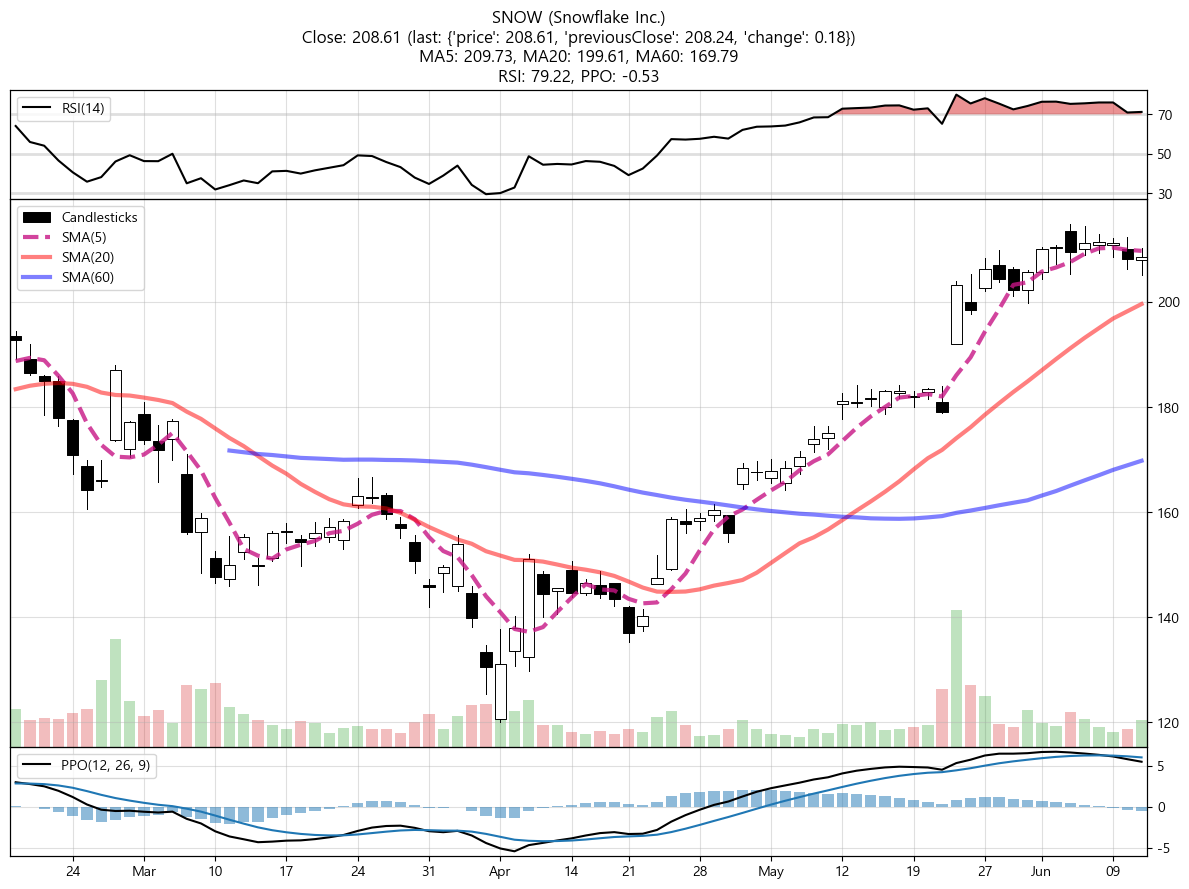 SNOW (Snowflake Inc.)
Close: 208.61 (last: {'price': 208.61, 'previousClose': 208.24, 'change': 0.18})
MA5: 209.73, MA20: 199.61, MA60: 169.79
RSI: 79.22, PPO: -0.53
RSI(14)
70
50
30
Candlesticks
SMA(5)
SMA(20)
SMA(60)
200
180
160
140
120
PPO(12, 26, 9)
5
0
-5
24 Mar 10 17 24 31 Apr 14 21 28 May 12 19 27 Jun 09